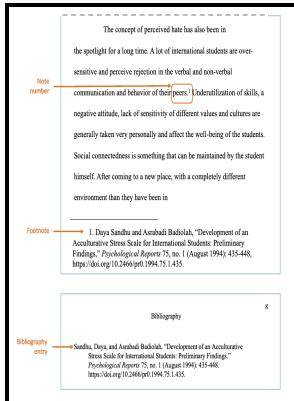 The concept of perceived hate has also been in
the spotlight for a long time. A lot of international students are over-
sensitive and perceive rejection in the verbal and non-verbal
Note
number
communication and behavior of their peers.¹ Underutilization of skills, a
negative attitude, lack of sensitivity of different values and cultures are
generally taken very personally and affect the well-being of the students.
Social connectedness is something that can be maintained by the student
himself. After coming to a new place, with a completely different
environment than they have been in
Footnote
1. Daya Sandhu and Asrabadi Badiolah, “Development of an
Acculturative Stress Scale for International Students: Preliminary
Findings,” Psychological Reports 75, no. 1 (August 1994): 435-448,
https://doi.org/10.2466/pr0.1994.75.1.435.
8
Bibliography
Bibliography
entry
Sandhu, Daya, and Asrabadi Badiolah. “Development of an Acculturative
Stress Scale for International Students: Preliminary Findings.”
Psychological Reports 75, no. 1 (August 1994): 435-448.
https://doi.org/10.2466/pr0.1994.75.1.435.